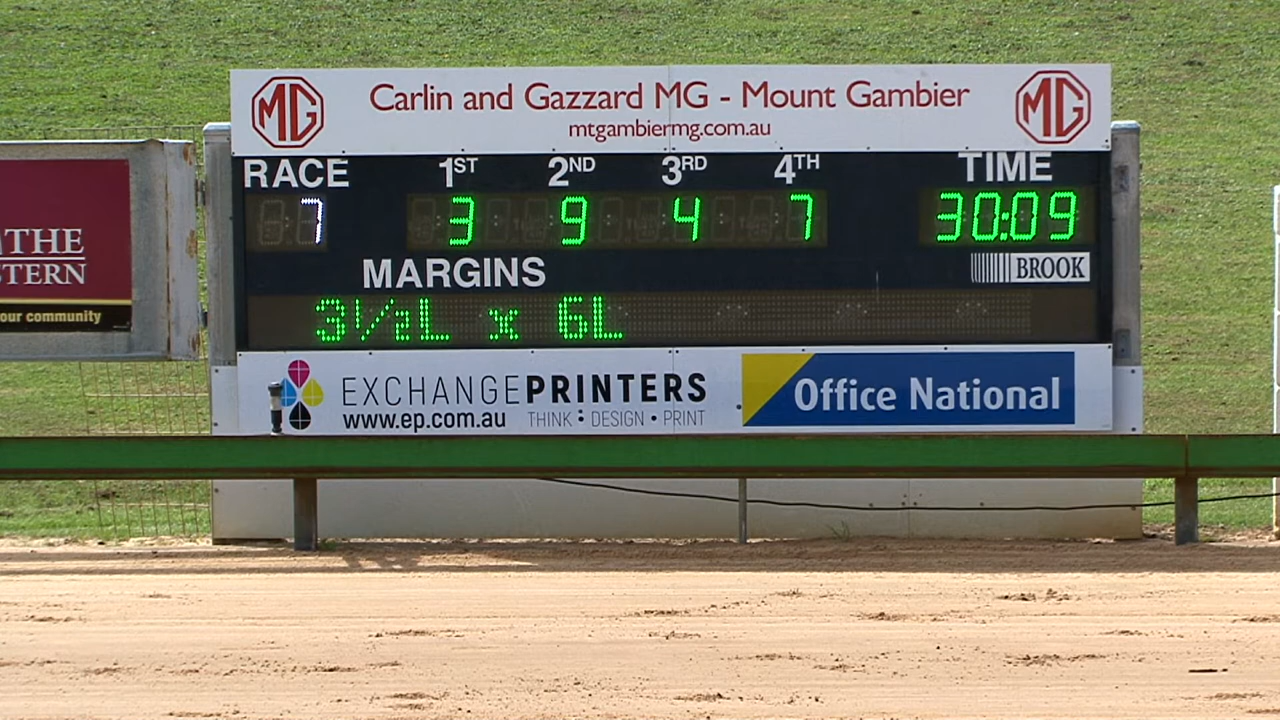 MG Carlin and Gazzard MG - Mount Gambier MG
mtgambiermg.com.au
RACE 1ST 2ND 3RD 4TH TIME
7 3 9 4 7 30:09
MARGINS
BROOK
3½L x 6L
THE
STERN
our community
EXCHANGEPRINTERS
www.ep.com.au THINK : DESIGN • PRINT
Office National